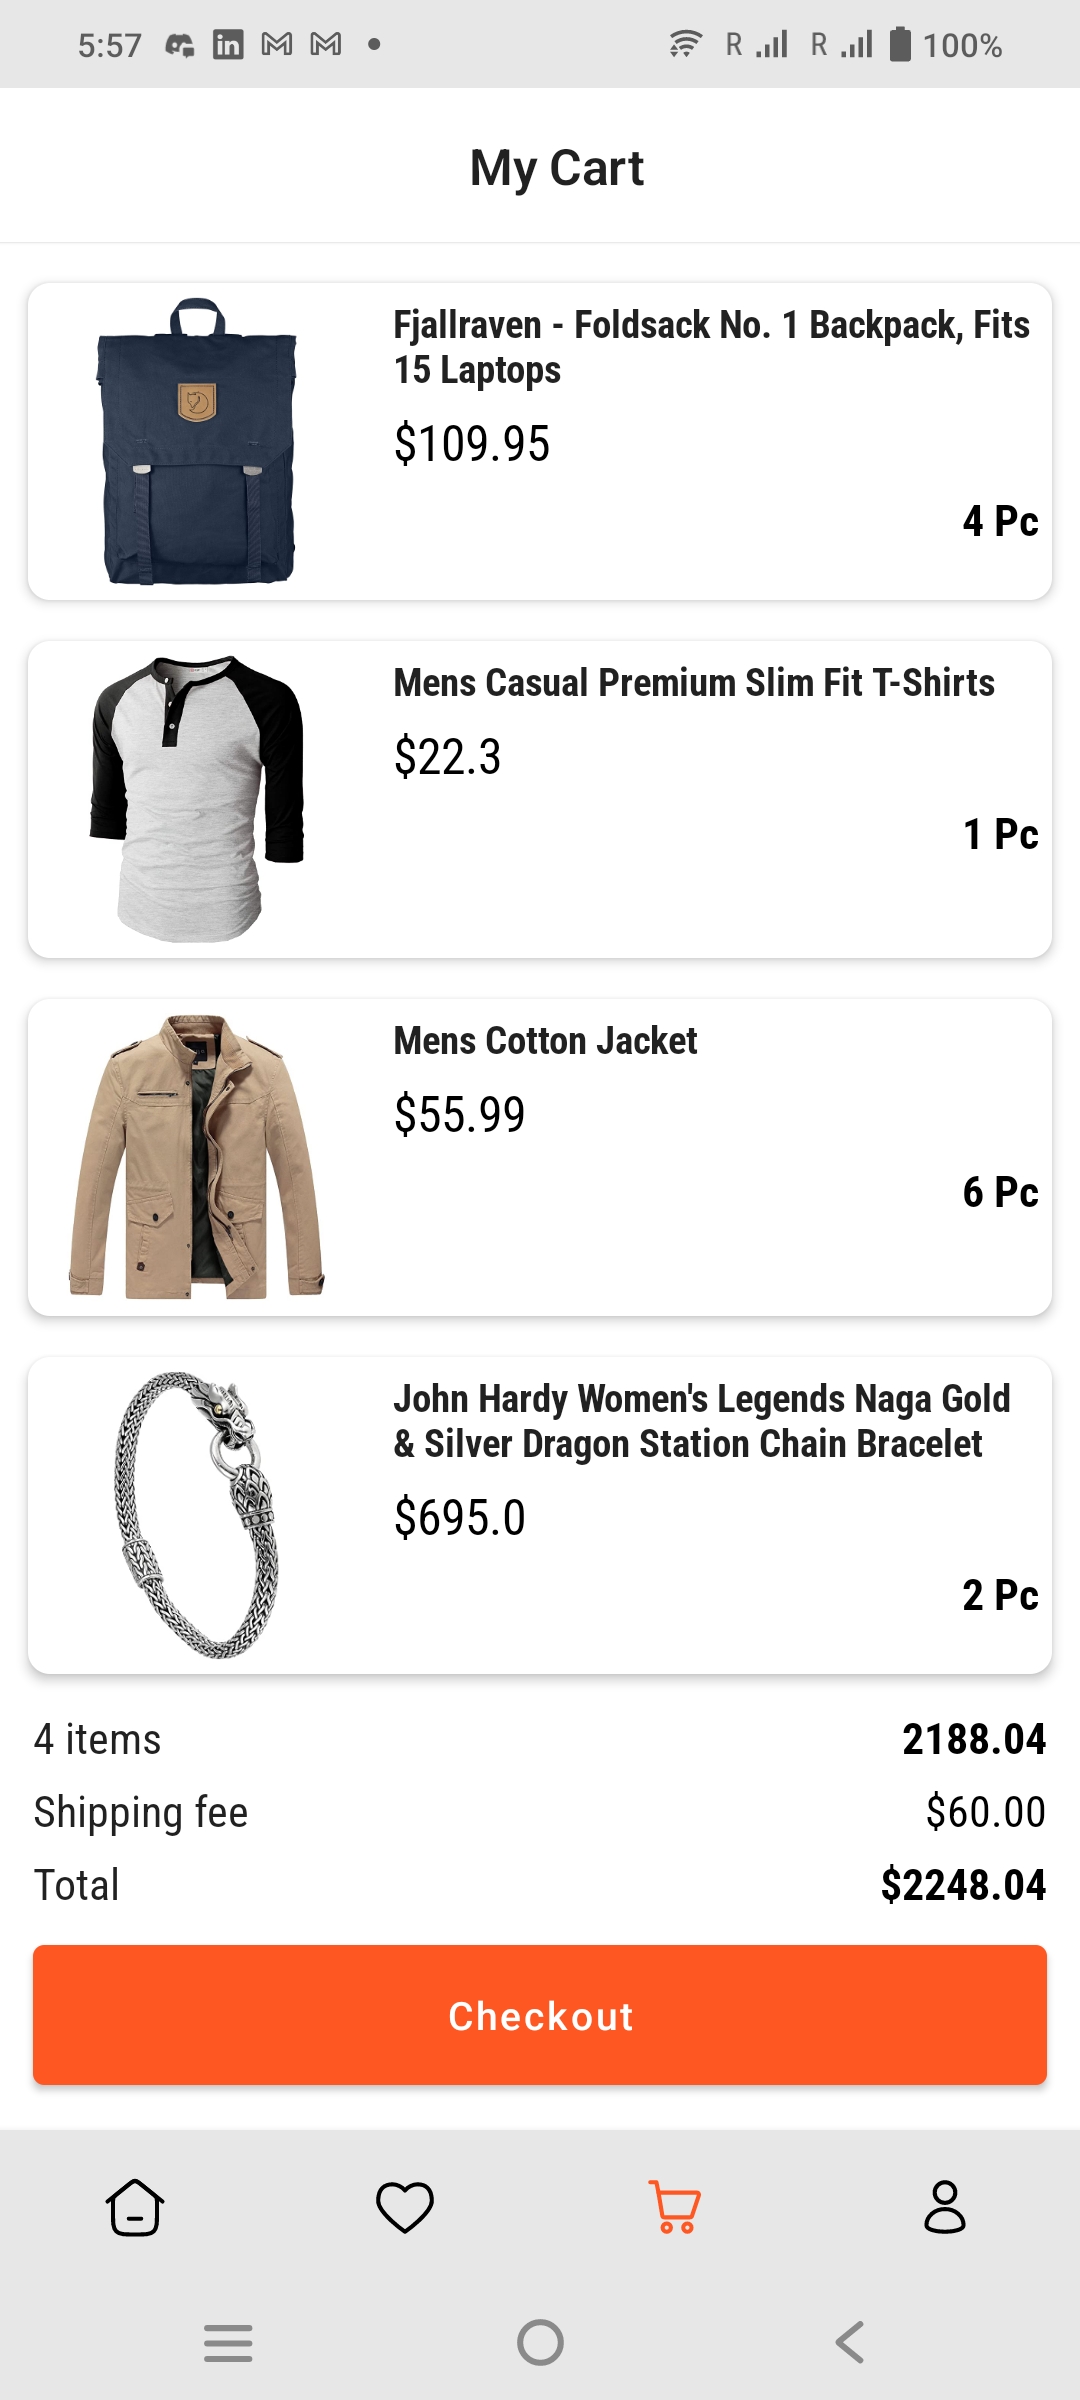 5:57
R
R
100%
My Cart
Fjallraven - Foldsack No. 1 Backpack, Fits
15 Laptops
$109.95
4 Pc
Mens Casual Premium Slim Fit T-Shirts
$22.3
1 Pc
Mens Cotton Jacket
$55.99
6 Pc
John Hardy Women's Legends Naga Gold
& Silver Dragon Station Chain Bracelet
$695.0
2 Pc
4 items 2188.04
Shipping fee $60.00
Total $2248.04
Checkout